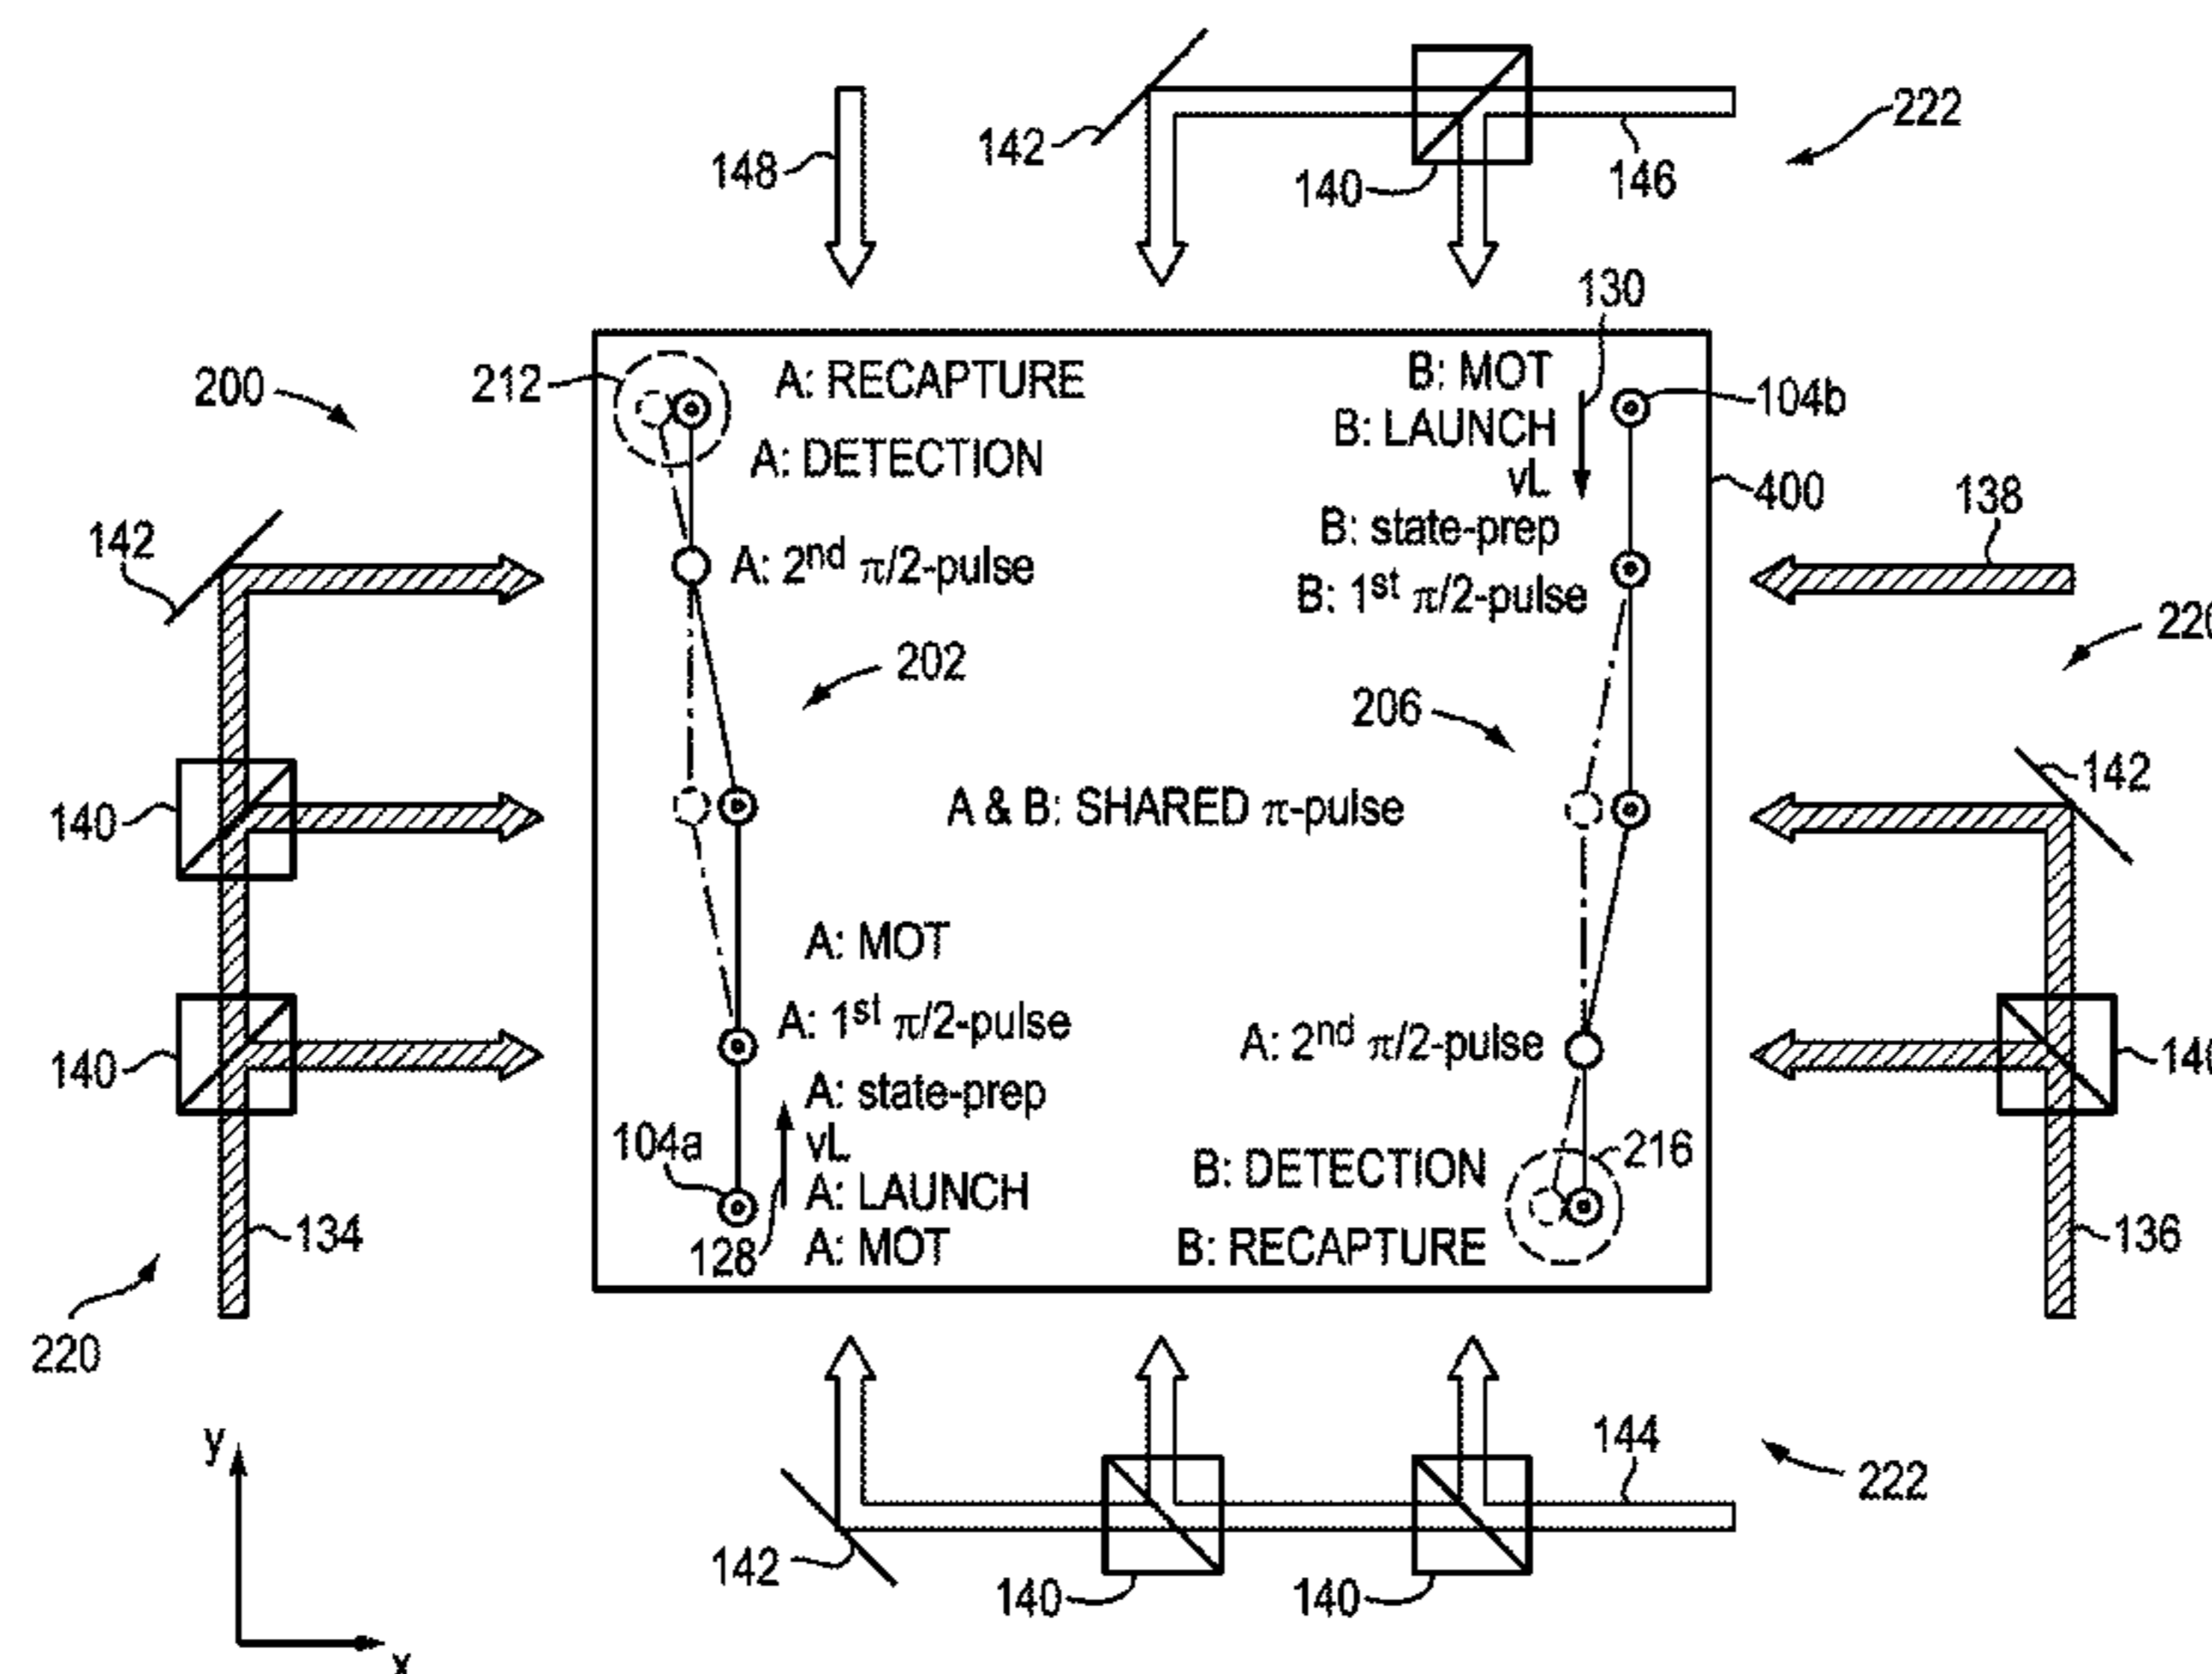 222
142
148
140
146
130
200
212
A: RECAPTURE
B: MOT
104b
A: DETECTION
B: LAUNCH
vL
400
138
142
A: 2nd π/2-pulse
B: state-prep
B: 1st π/2-pulse
202
206
142
140
A & B: SHARED π-pulse
A: MOT
A: 1st π/2-pulse
A: 2nd π/2-pulse
140
A: state-prep
104a
vL
B: DETECTION
216
134
A: LAUNCH
128
A: MOT
B: RECAPTURE
136
220
y
144
222
142
140
140
x